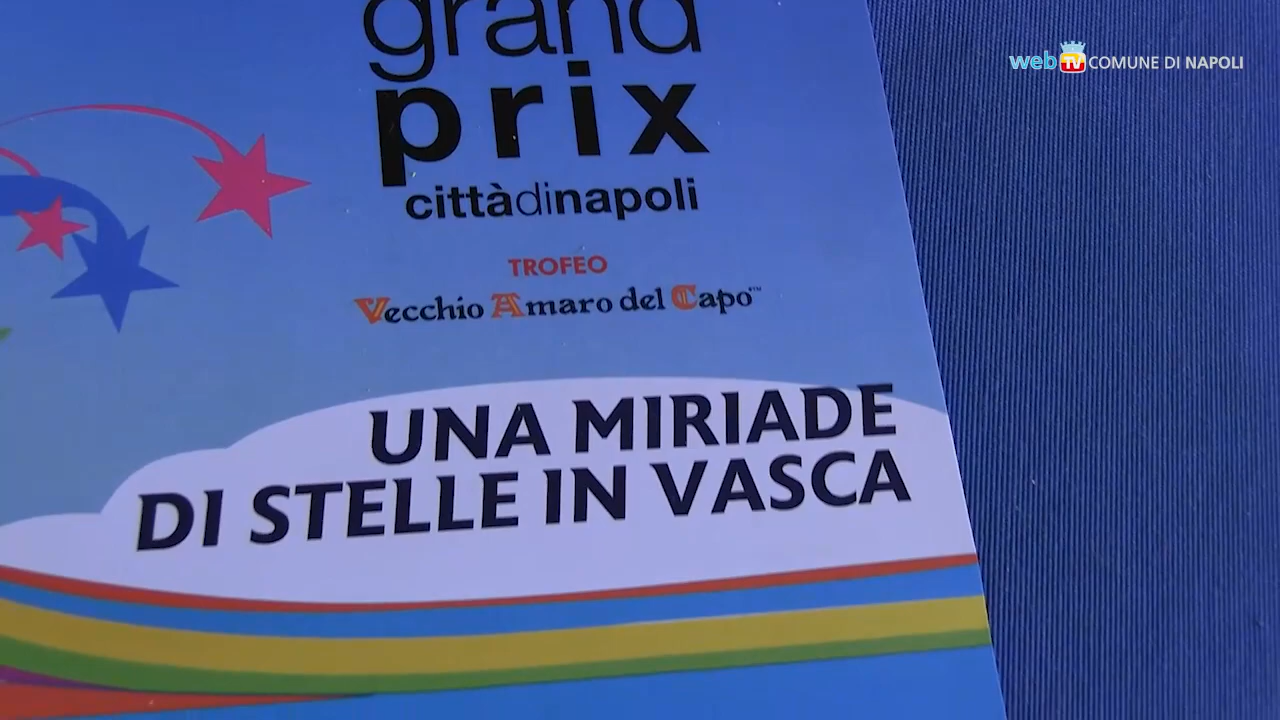 web TV COMUNE DI NAPOLI
grand
prix
cittàdinapoli
TROFEO
Vecchio Amaro del Capo™
UNA MIRIADE
DI STELLE IN VASCA